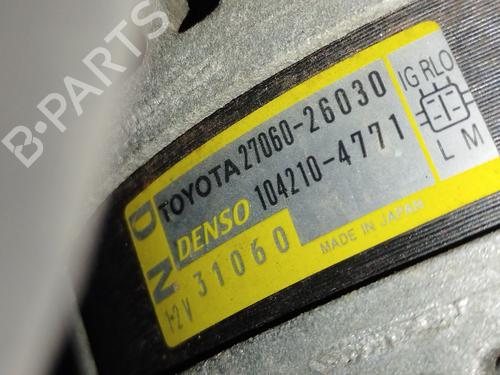 B-PARTS
TOYOTA 27060-26030
DENSO 104210-4771
31060
DN
12V
MADE IN JAPAN
IG RLO
L M